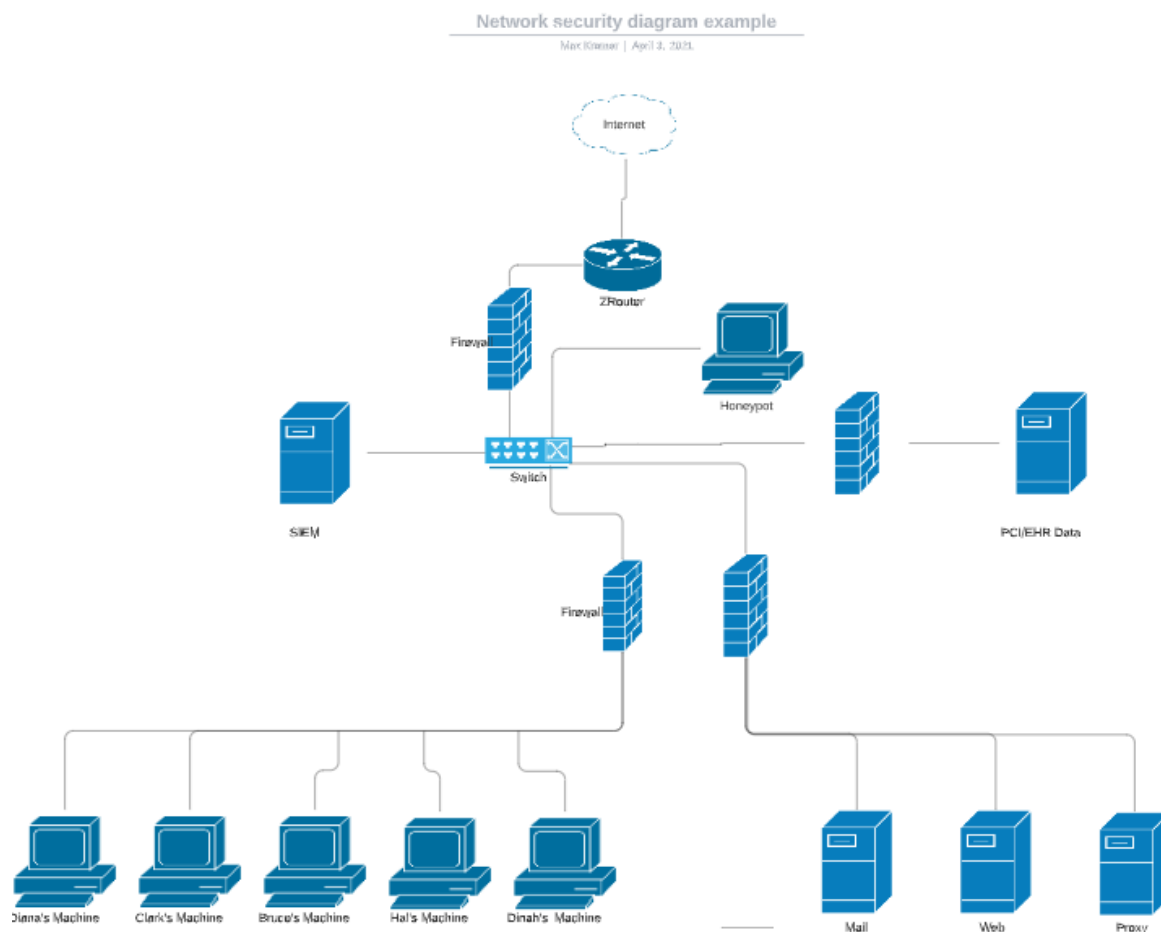 Network security diagram example
| April 3, 2021
Internet
ZRouter
Firewall
Honeypot
Switch
SIEM
PCI/EHR Data
Firewall
Diana's Machine
Clark's Machine
Bruce's Machine
Hal's Machine
Dinah's Machine
Mail
Web
Proxy